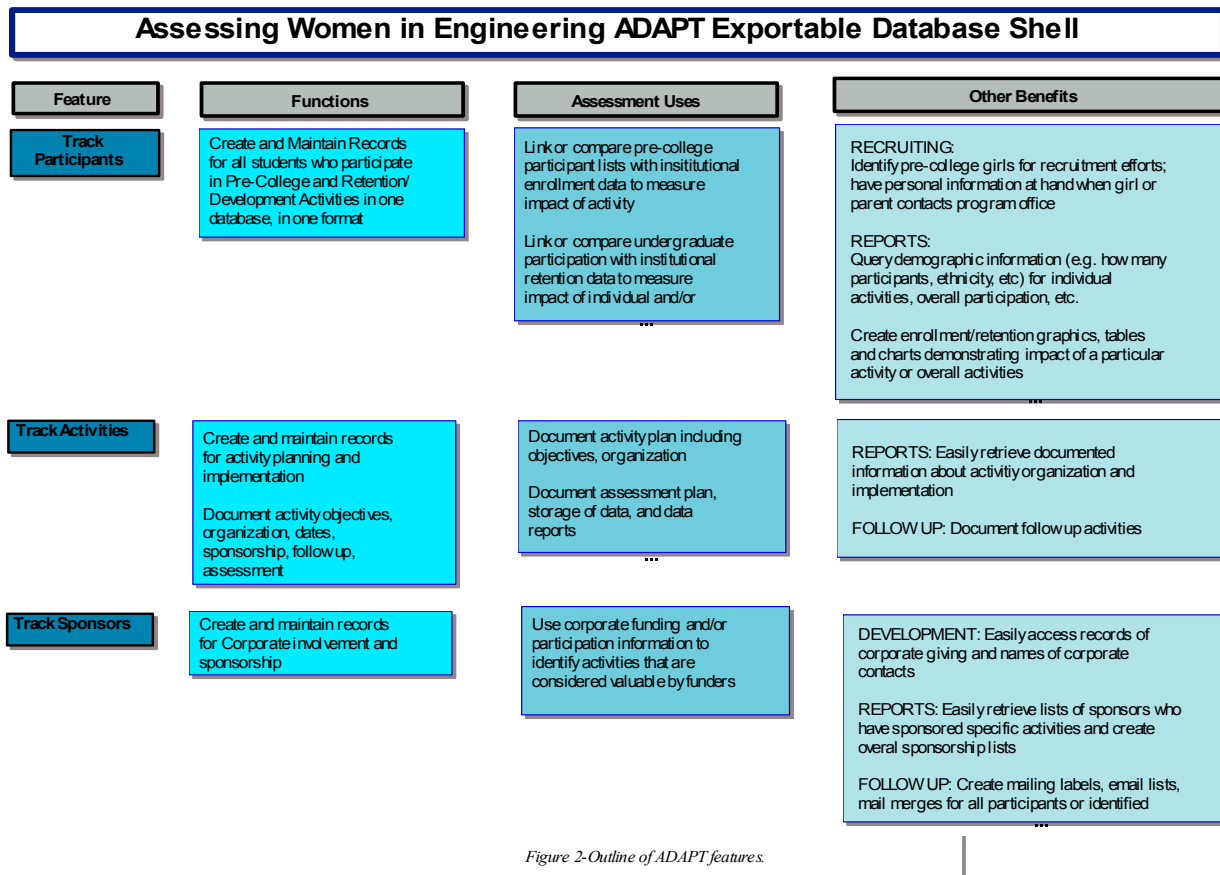 Assessing Women in Engineering ADAPT Exportable Database Shell
Feature
Functions
Assessment Uses
Other Benefits
Track
Participants
Create and Maintain Records
for all students who participate
in Pre-College and Retention/
Development Activities in one
database, in one format
Link or compare pre-college
participant lists with insititutional
enrollment data to measure
impact of activity
Link or compare undergraduate
participation with institutional
retention data to measure
impact of individual and/or
...
RECRUITING:
Identify pre-college girls for recruitment efforts;
have personal information at hand when girl or
parent contacts program office
REPORTS:
Query demographic information (e.g. how many
participants, ethnicity, etc) for individual
activities, overall participation, etc.
Create enrollment/retention graphics, tables
and charts demonstrating impact of a particular
activity or overall activities
...
Track Activities
Create and maintain records
for activity planning and
implementation
Document activity objectives,
organization, dates,
sponsorship, follow up,
assessment
Document activity plan including
objectives, organization
Document assessment plan,
storage of data, and data
reports
...
REPORTS: Easily retrieve documented
information about activitiy organization and
implementation
FOLLOW UP: Document follow up activities
Track Sponsors
Create and maintain records
for Corporate involvement and
sponsorship
Use corporate funding and/or
participation information to
identify activities that are
considered valuable by funders
DEVELOPMENT: Easily access records of
corporate giving and names of corporate
contacts
REPORTS: Easily retrieve lists of sponsors who
have sponsored specific activities and create
overal sponsorship lists
FOLLOW UP: Create mailing labels, email lists,
mail merges for all participants or identified
...
Figure 2-Outline of ADAPT features.